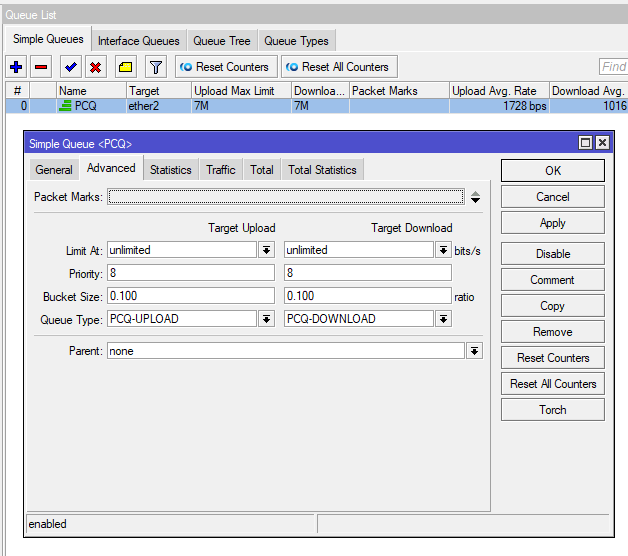 Queue List
Simple Queues Interface Queues Queue Tree Queue Types
Reset Counters Reset All Counters Find
# Name Target Upload Max Limit Downloa... Packet Marks Upload Avg. Rate Download Avg.
0 PCQ ether2 7M 7M 1728 bps 1016
Simple Queue <PCQ>
General Advanced Statistics Traffic Total Total Statistics
Packet Marks:
Target Upload Target Download
Limit At: unlimited unlimited bits/s
Priority: 8 8
Bucket Size: 0.100 0.100 ratio
Queue Type: PCQ-UPLOAD PCQ-DOWNLOAD
Parent: none
OK
Cancel
Apply
Disable
Comment
Copy
Remove
Reset Counters
Reset All Counters
Torch
enabled